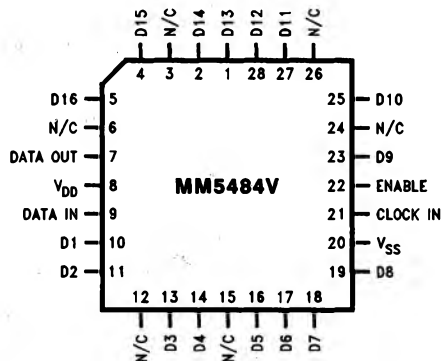 D15 N/C D14 D13 D12 D11 N/C
4 3 2 1 28 27 26
D16 5 25 D10
N/C 6 24 N/C
DATA OUT 7 23 D9
VDD 8 MM5484V 22 ENABLE
DATA IN 9 21 CLOCK IN
D1 10 20 VSS
D2 11 19 D8
12 13 14 15 16 17 18
N/C D3 D4 N/C D5 D6 D7